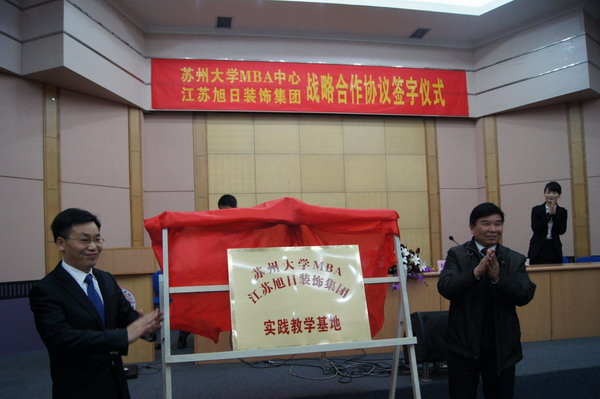 苏州大学MBA中心
江苏旭日装饰集团
战略合作协议签字仪式
苏州大学MBA
江苏旭日装饰集团
实践教学基地